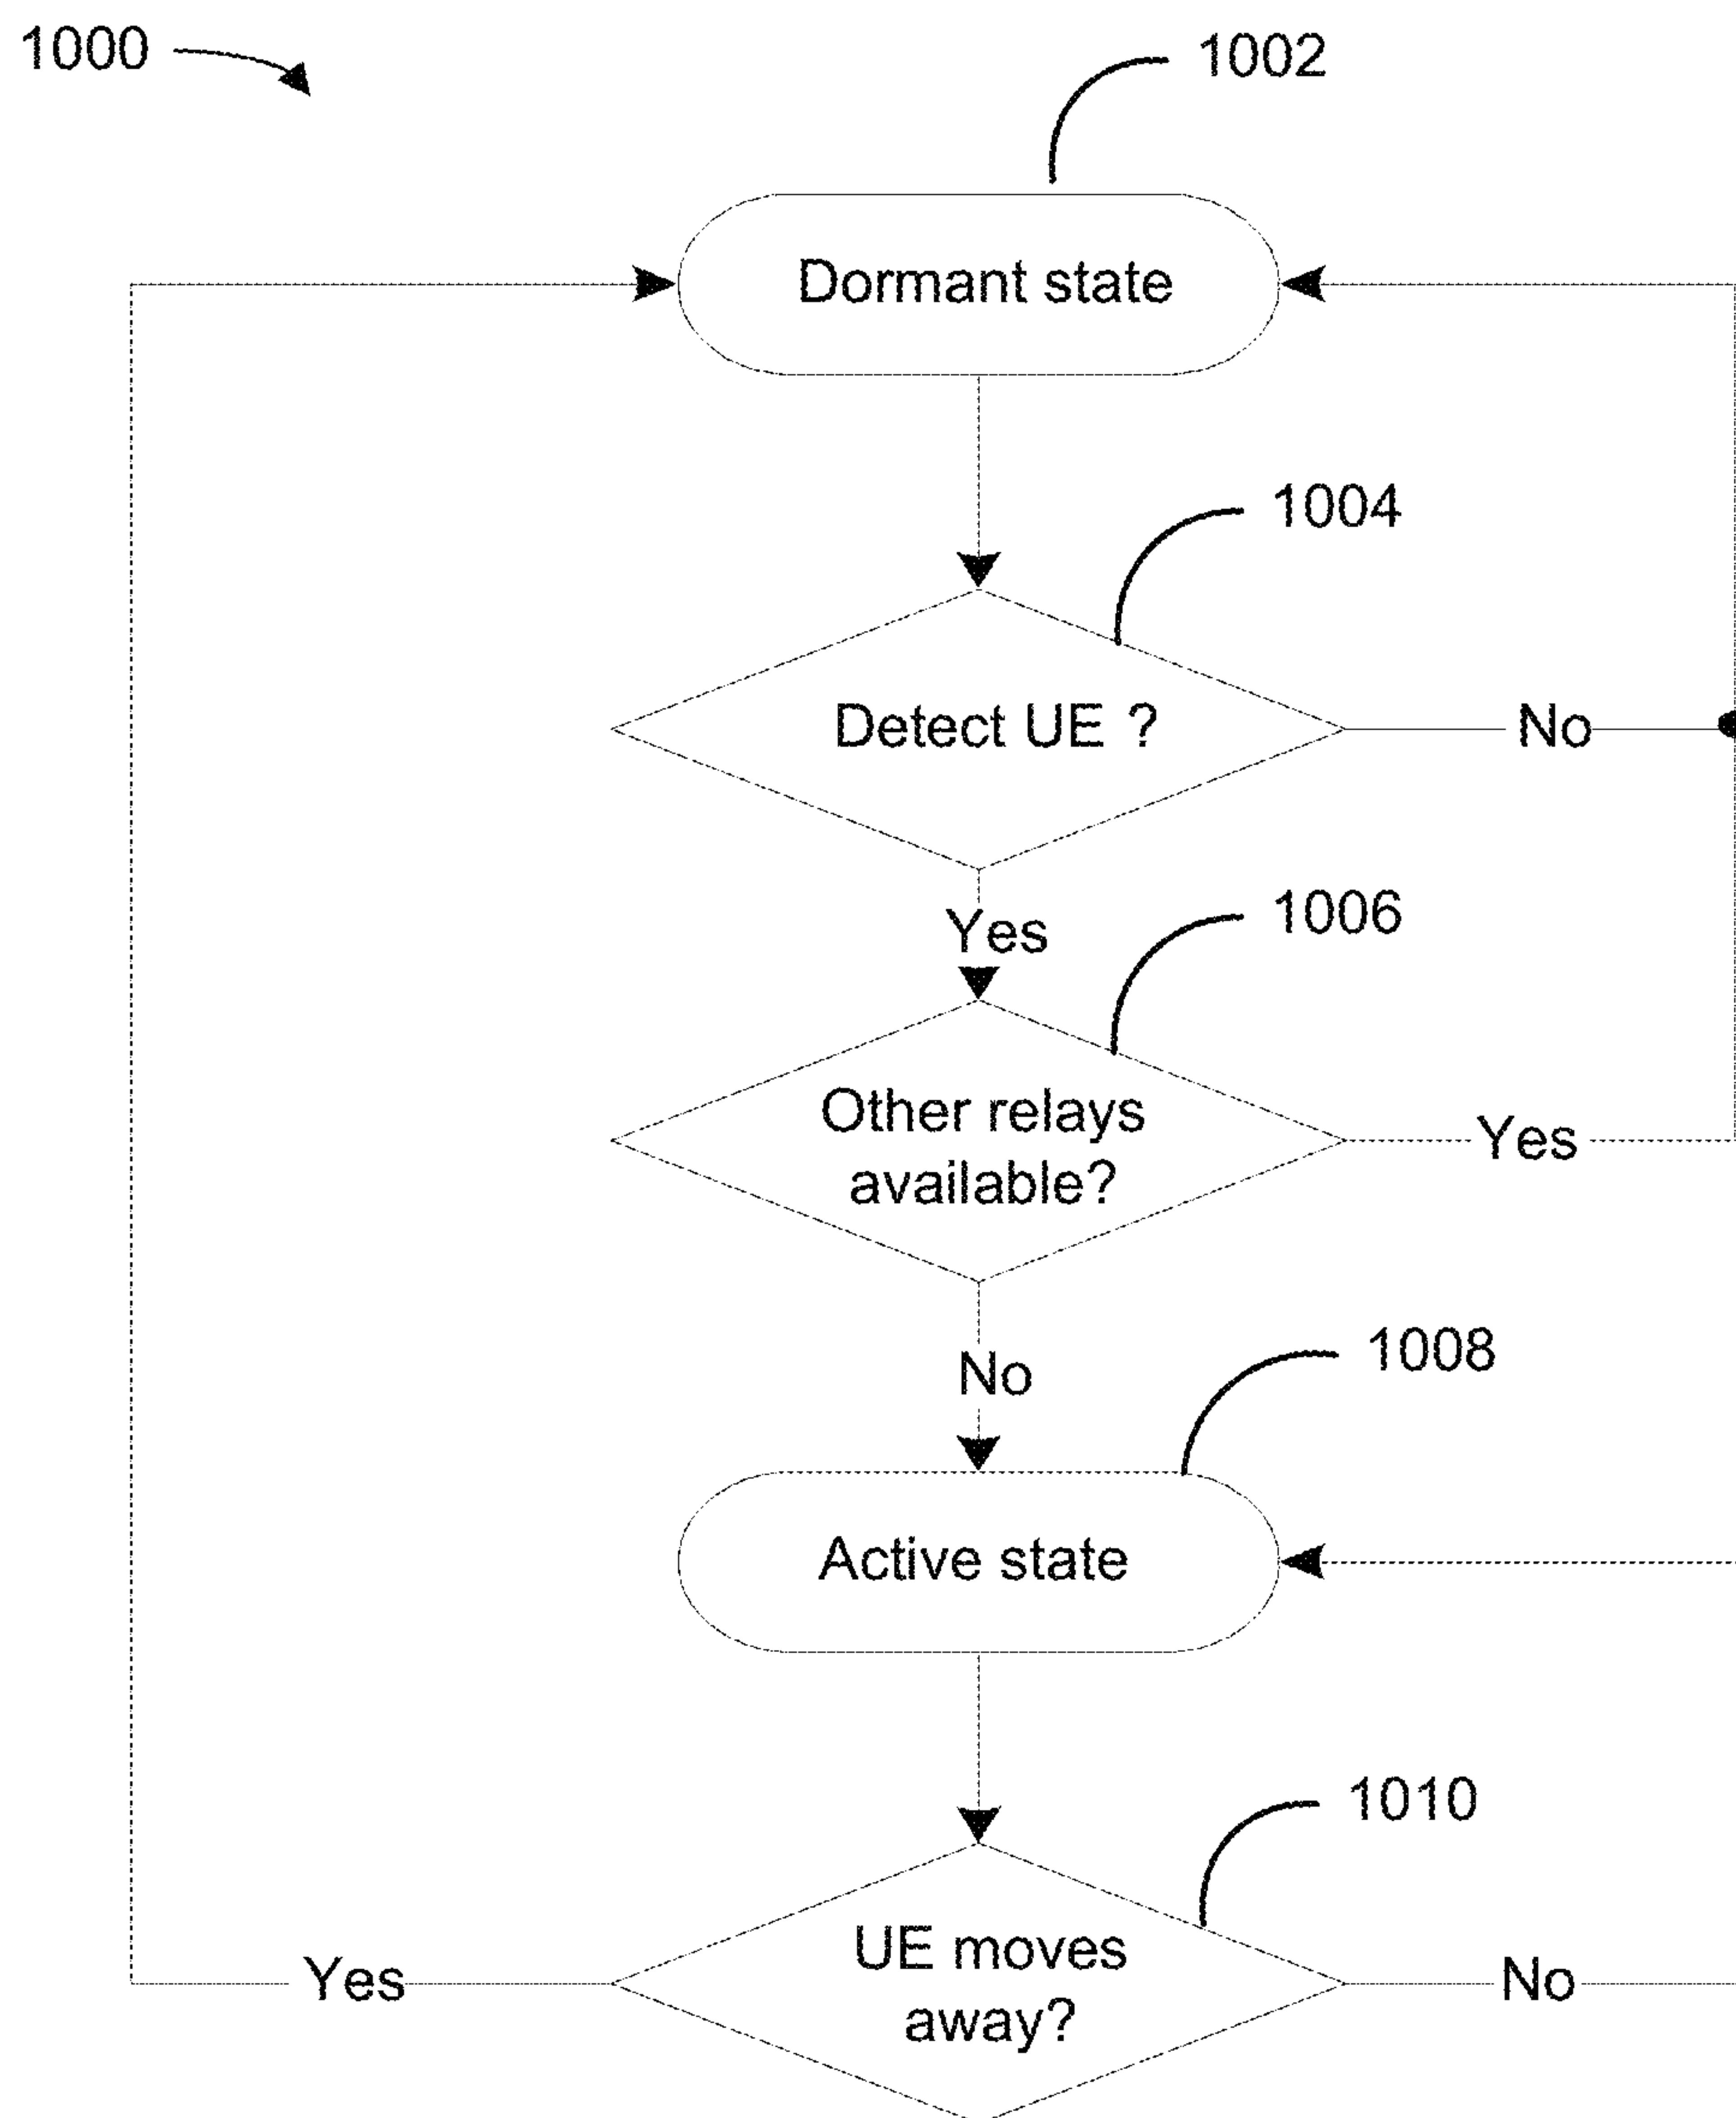 1000
1002
Dormant state
1004
Detect UE ?
No
Yes
1006
Other relays
available?
Yes
No
1008
Active state
1010
UE moves
away?
Yes
No